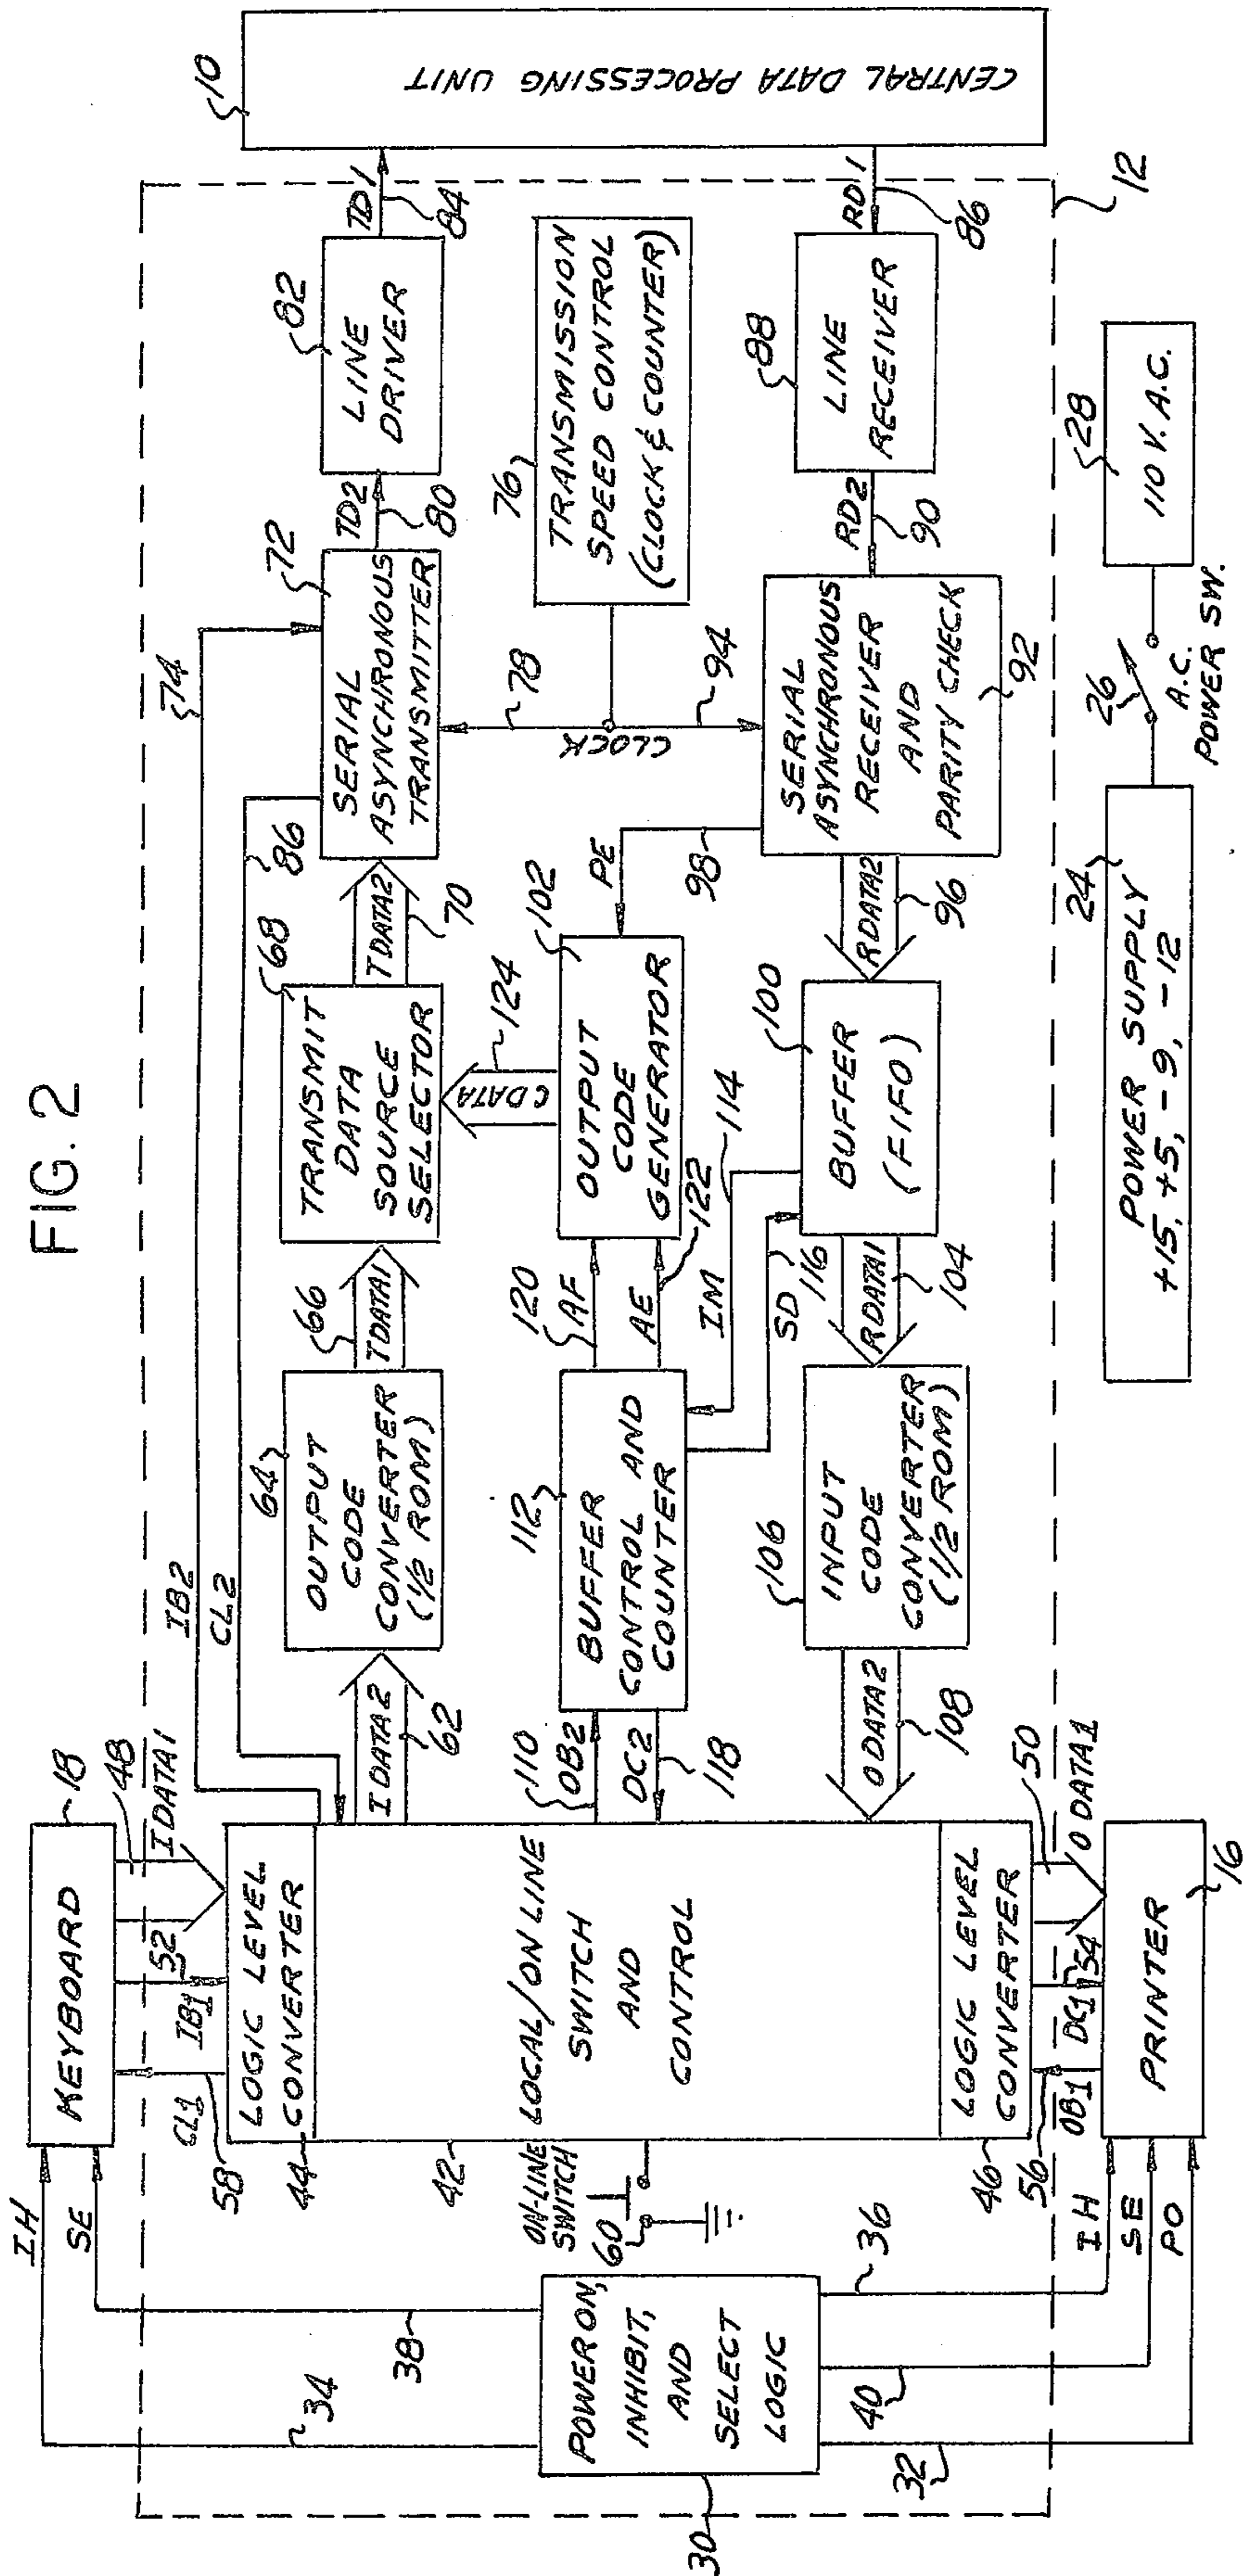 FIG. 2
IH
SE
34
38
KEYBOARD
18
CL1
58
IB1
52
48
IDATA1
IB2
CL2
74
86
LOGIC LEVEL
CONVERTER
44
LOCAL/ON LINE
SWITCH
AND
CONTROL
42
LOGIC LEVEL
CONVERTER
46
ON-LINE
SWITCH
60
POWER ON,
INHIBIT,
AND
SELECT
LOGIC
30
36
40
32
IH
SE
PO
56
OB1
DC1
54
50
ODATA1
PRINTER
16
IDATA2
62
64
OUTPUT
CODE
CONVERTER
(1/2 ROM)
66
TDATA1
68
TRANSMIT
DATA
SOURCE
SELECTOR
TDATA2
70
72
SERIAL
ASYNCHRONOUS
TRANSMITTER
TD2
80
82
LINE
DRIVER
TD1
84
10
CENTRAL DATA PROCESSING UNIT
110
OB2
DC2
118
112
BUFFER
CONTROL AND
COUNTER
120
AF
AE
122
IM
114
SD
116
102
OUTPUT
CODE
GENERATOR
CDATA
124
PE
98
78
CLOCK
94
76
TRANSMISSION
SPEED CONTROL
(CLOCK & COUNTER)
ODATA2
108
106
INPUT
CODE
CONVERTER
(1/2 ROM)
RDATA1
104
100
BUFFER
(FIFO)
RDATA2
96
SERIAL
ASYNCHRONOUS
RECEIVER
AND
PARITY CHECK
92
RD2
90
88
LINE
RECEIVER
RD1
86
12
24
POWER SUPPLY
+15, +5, -9, -12
26
A.C.
POWER SW.
28
110 V. A.C.